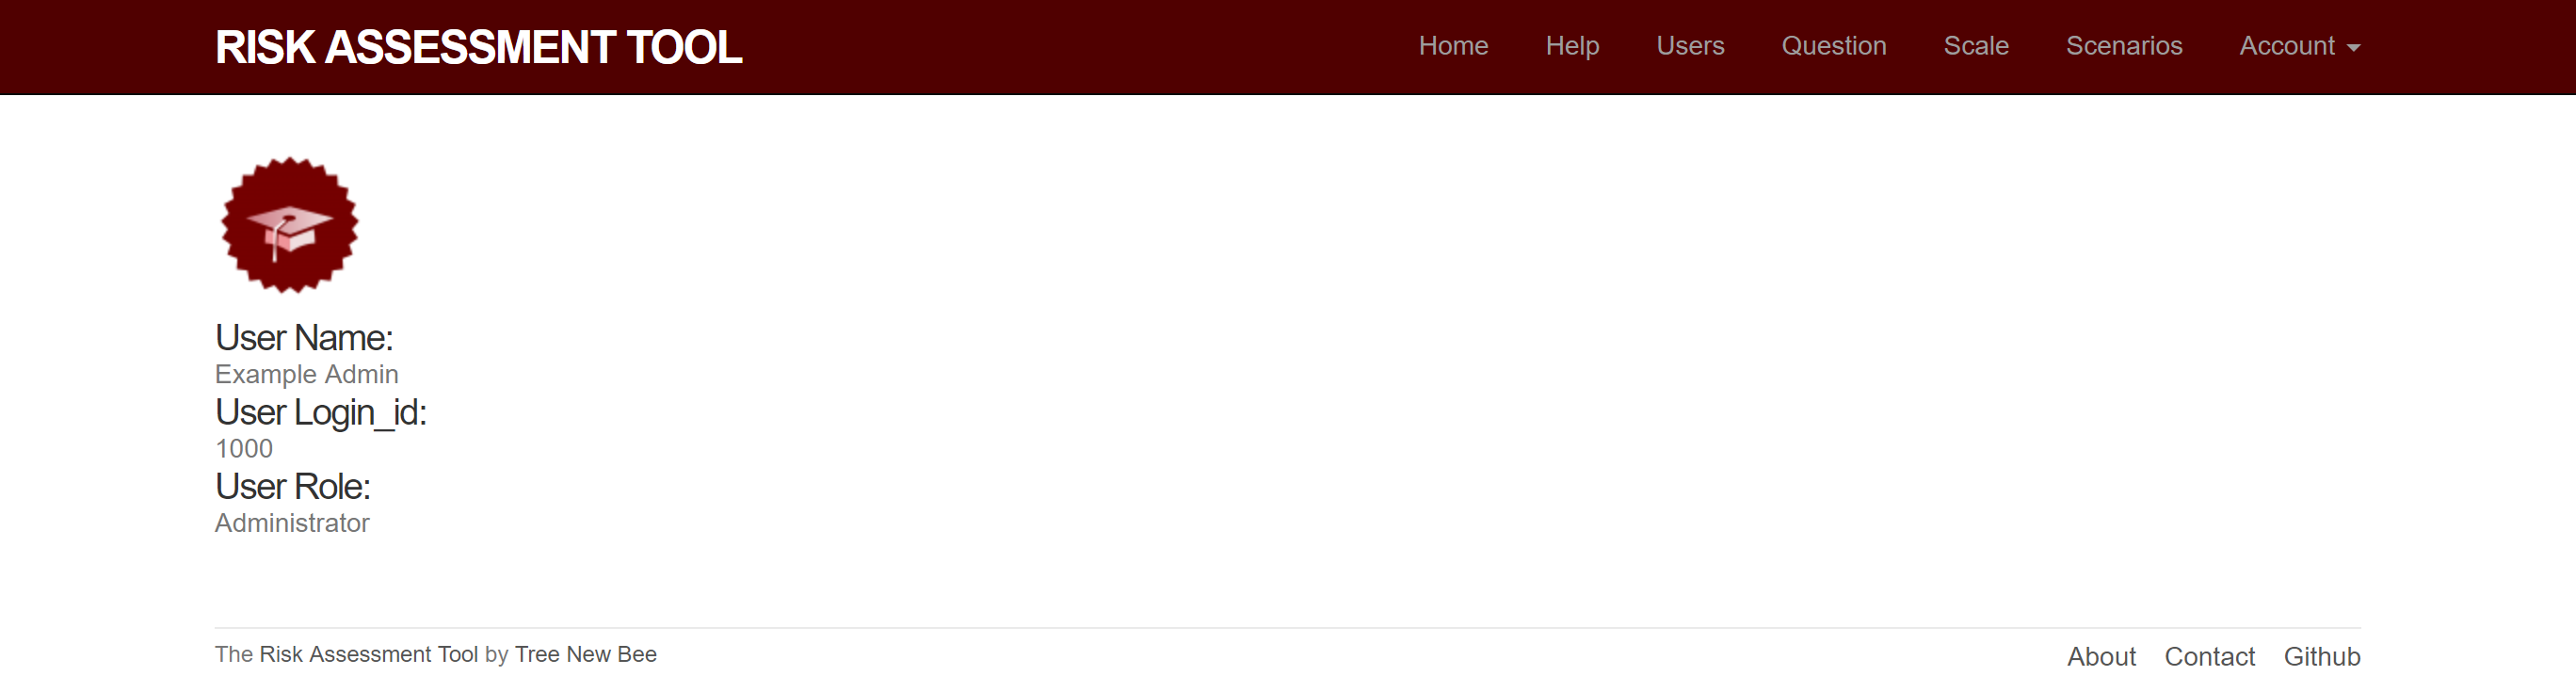 RISK ASSESSMENT TOOL
Home Help Users Question Scale Scenarios Account
User Name:
Example Admin
User Login_id:
1000
User Role:
Administrator
The Risk Assessment Tool by Tree New Bee
About Contact Github